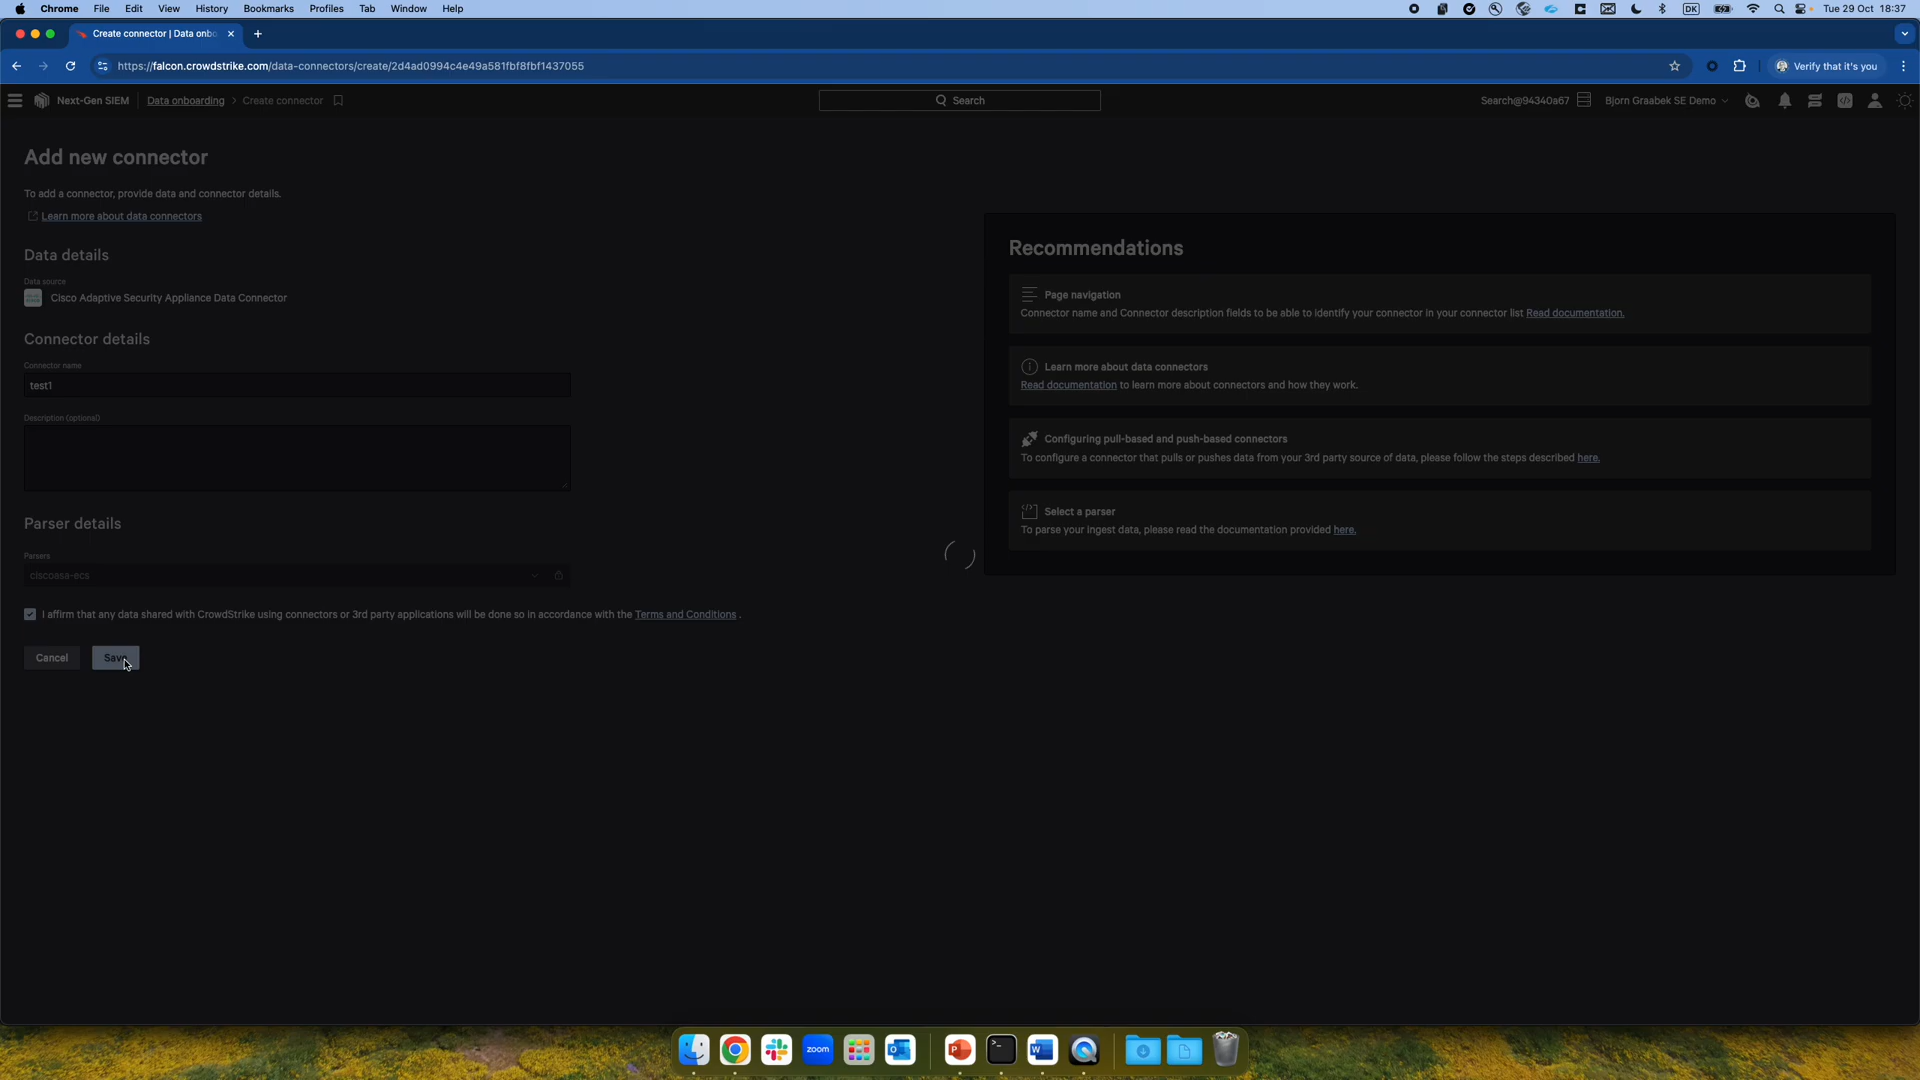 Chrome File Edit View History Bookmarks Profiles Tab Window Help DK Tue 29 Oct 18:37
Create connector | Data onbo
https://falcon.crowdstrike.com/data-connectors/create/2d4ad0994c4e49a581fbf8fbf1437055 Verify that it's you
Next-Gen SIEM Data onboarding > Create connector Search Search@94340a67 Bjorn Graabek SE Demo
Add new connector
To add a connector, provide data and connector details.
Learn more about data connectors
Data details
Data source
Cisco Adaptive Security Appliance Data Connector
Connector details
Connector name
test1
Description (optional)
Parser details
Parsers
ciscoasa-ecs
I affirm that any data shared with CrowdStrike using connectors or 3rd party applications will be done so in accordance with the Terms and Conditions .
Cancel Save
Recommendations
Page navigation
Connector name and Connector description fields to be able to identify your connector in your connector list Read documentation.
Learn more about data connectors
Read documentation to learn more about connectors and how they work.
Configuring pull-based and push-based connectors
To configure a connector that pulls or pushes data from your 3rd party source of data, please follow the steps described here.
Select a parser
To parse your ingest data, please read the documentation provided here.
zoom